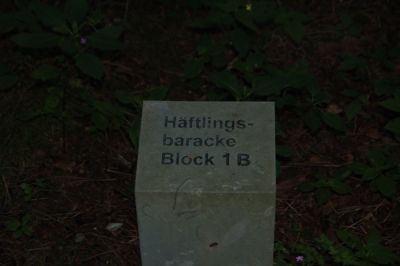 Häftlings-
baracke
Block 1 B